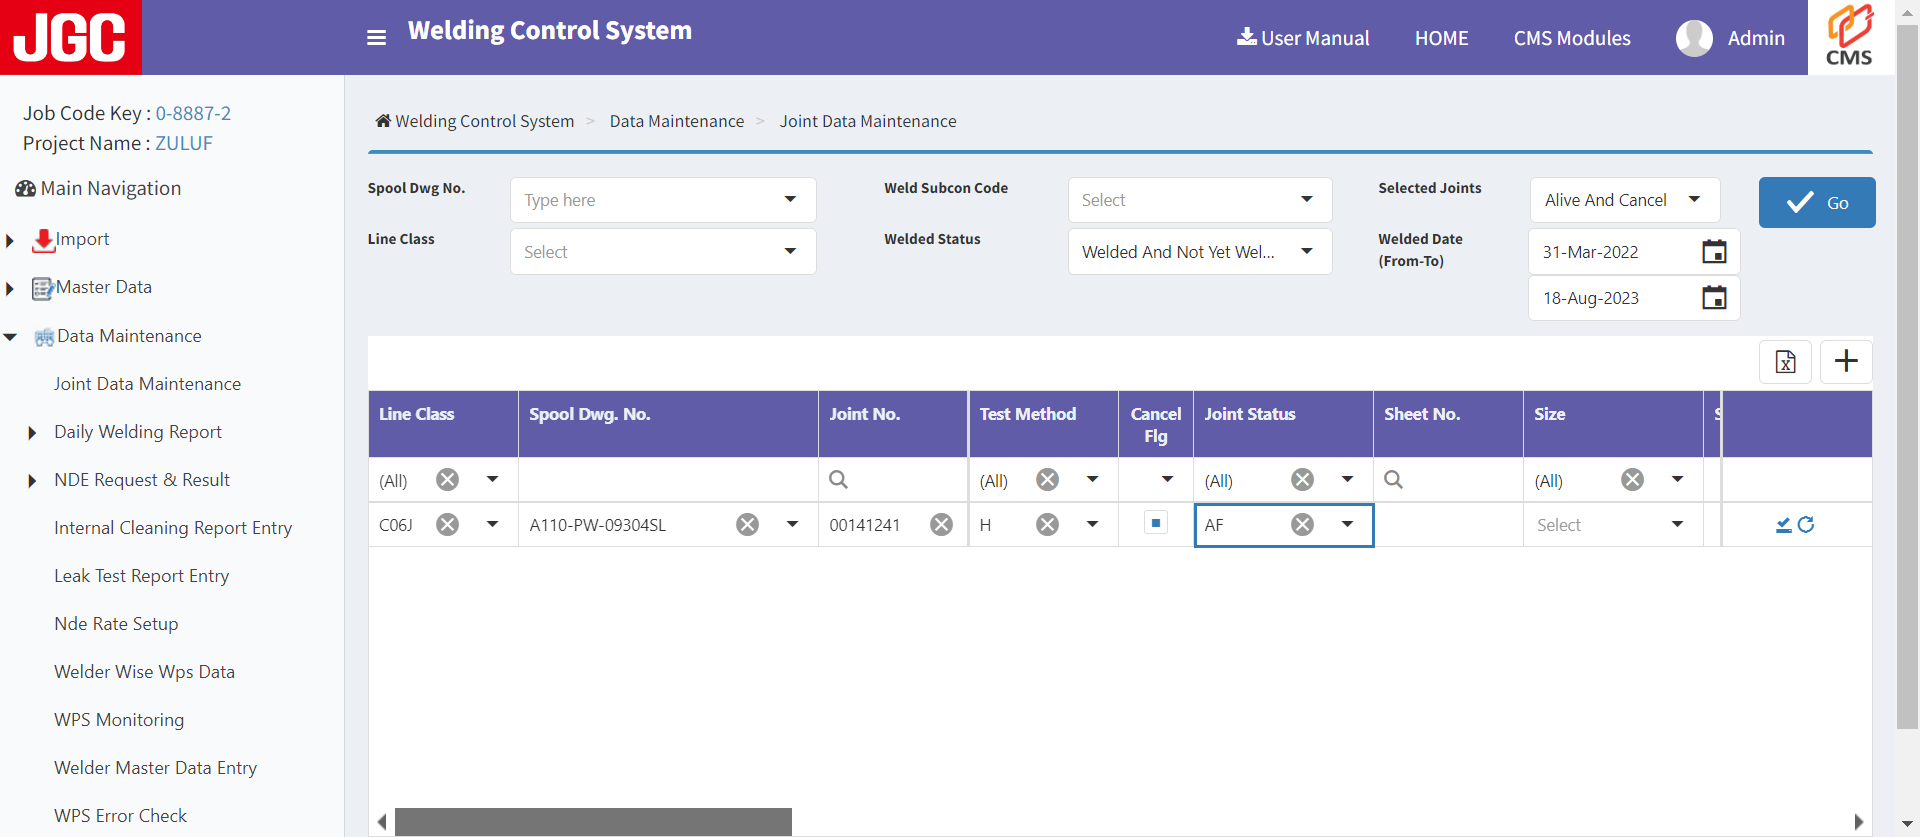 JGC
Welding Control System
User Manual
HOME
CMS Modules
Admin
CMS
Job Code Key : 0-8887-2
Project Name : ZULUF
Main Navigation
Import
Master Data
Data Maintenance
Joint Data Maintenance
Daily Welding Report
NDE Request & Result
Internal Cleaning Report Entry
Leak Test Report Entry
Nde Rate Setup
Welder Wise Wps Data
WPS Monitoring
Welder Master Data Entry
WPS Error Check
Welding Control System > Data Maintenance > Joint Data Maintenance
Spool Dwg No. Type here Weld Subcon Code Select Selected Joints Alive And Cancel Go
Line Class Select Welded Status Welded And Not Yet Wel... Welded Date 31-Mar-2022
(From-To)
18-Aug-2023
Line Class Spool Dwg. No. Joint No. Test Method Cancel Joint Status Sheet No. Size
Flg
(All) (All) (All) (All)
C06J A110-PW-09304SL 00141241 H AF Select